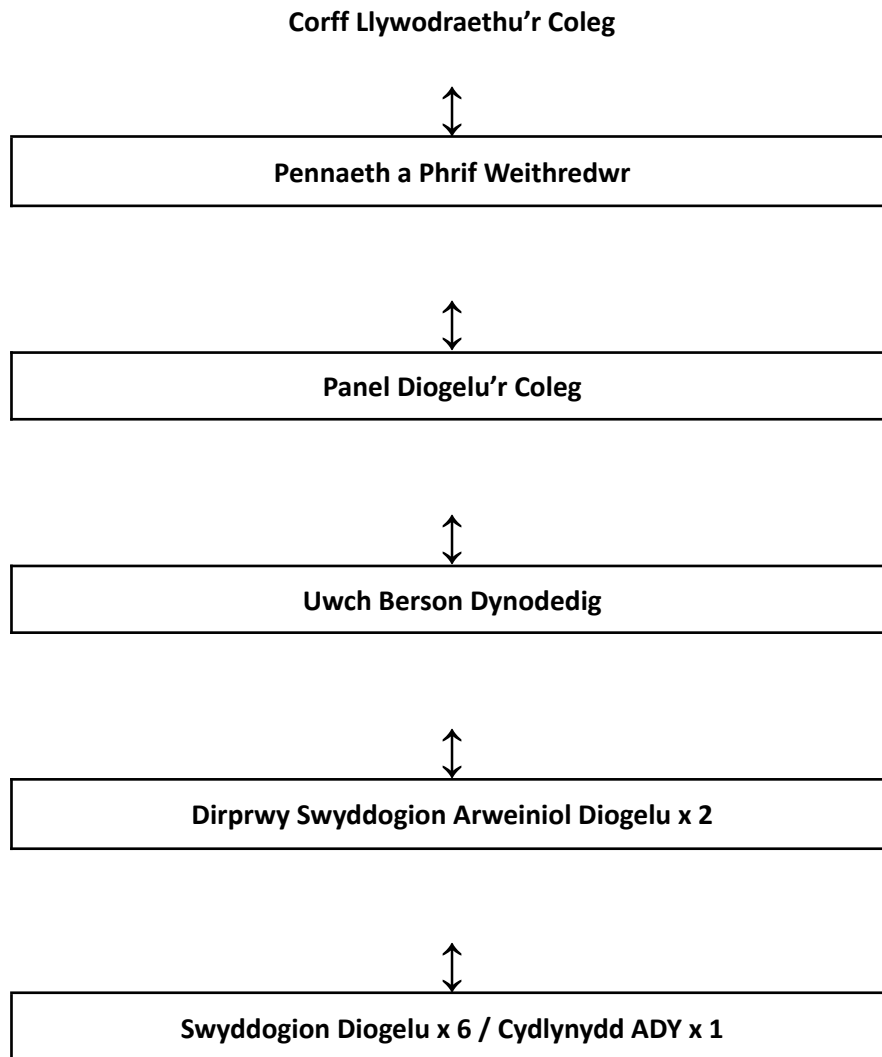 Corff Llywodraethu’r Coleg
Pennaeth a Phrif Weithredwr
Panel Diogelu’r Coleg
Uwch Berson Dynodedig
Dirprwy Swyddogion Arweiniol Diogelu x 2
Swyddogion Diogelu x 6 / Cydlynydd ADY x 1